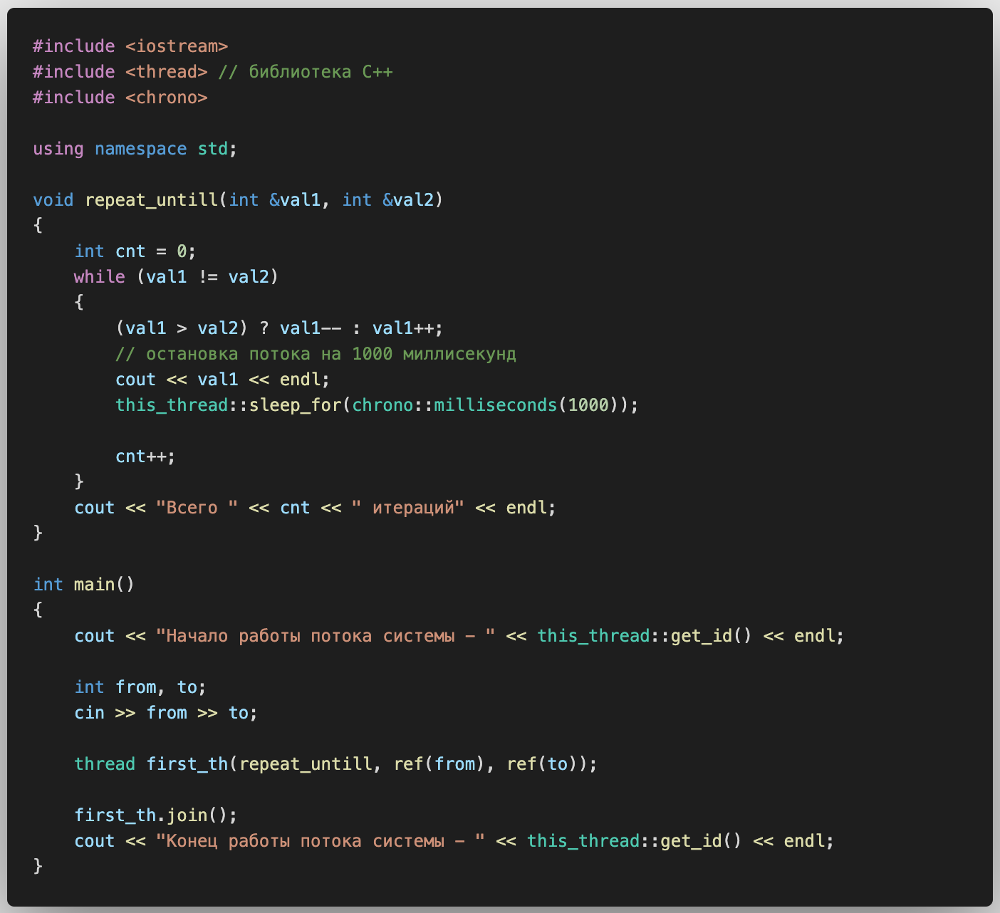 #include <iostream>
#include <thread> // библиотека C++
#include <chrono>
using namespace std;
void repeat_untill(int &val1, int &val2)
{
int cnt = 0;
while (val1 != val2)
{
(val1 > val2) ? val1-- : val1++;
// остановка потока на 1000 миллисекунд
cout << val1 << endl;
this_thread::sleep_for(chrono::milliseconds(1000));
cnt++;
}
cout << "Всего " << cnt << " итераций" << endl;
}
int main()
{
cout << "Начало работы потока системы – " << this_thread::get_id() << endl;
int from, to;
cin >> from >> to;
thread first_th(repeat_untill, ref(from), ref(to));
first_th.join();
cout << "Конец работы потока системы – " << this_thread::get_id() << endl;
}